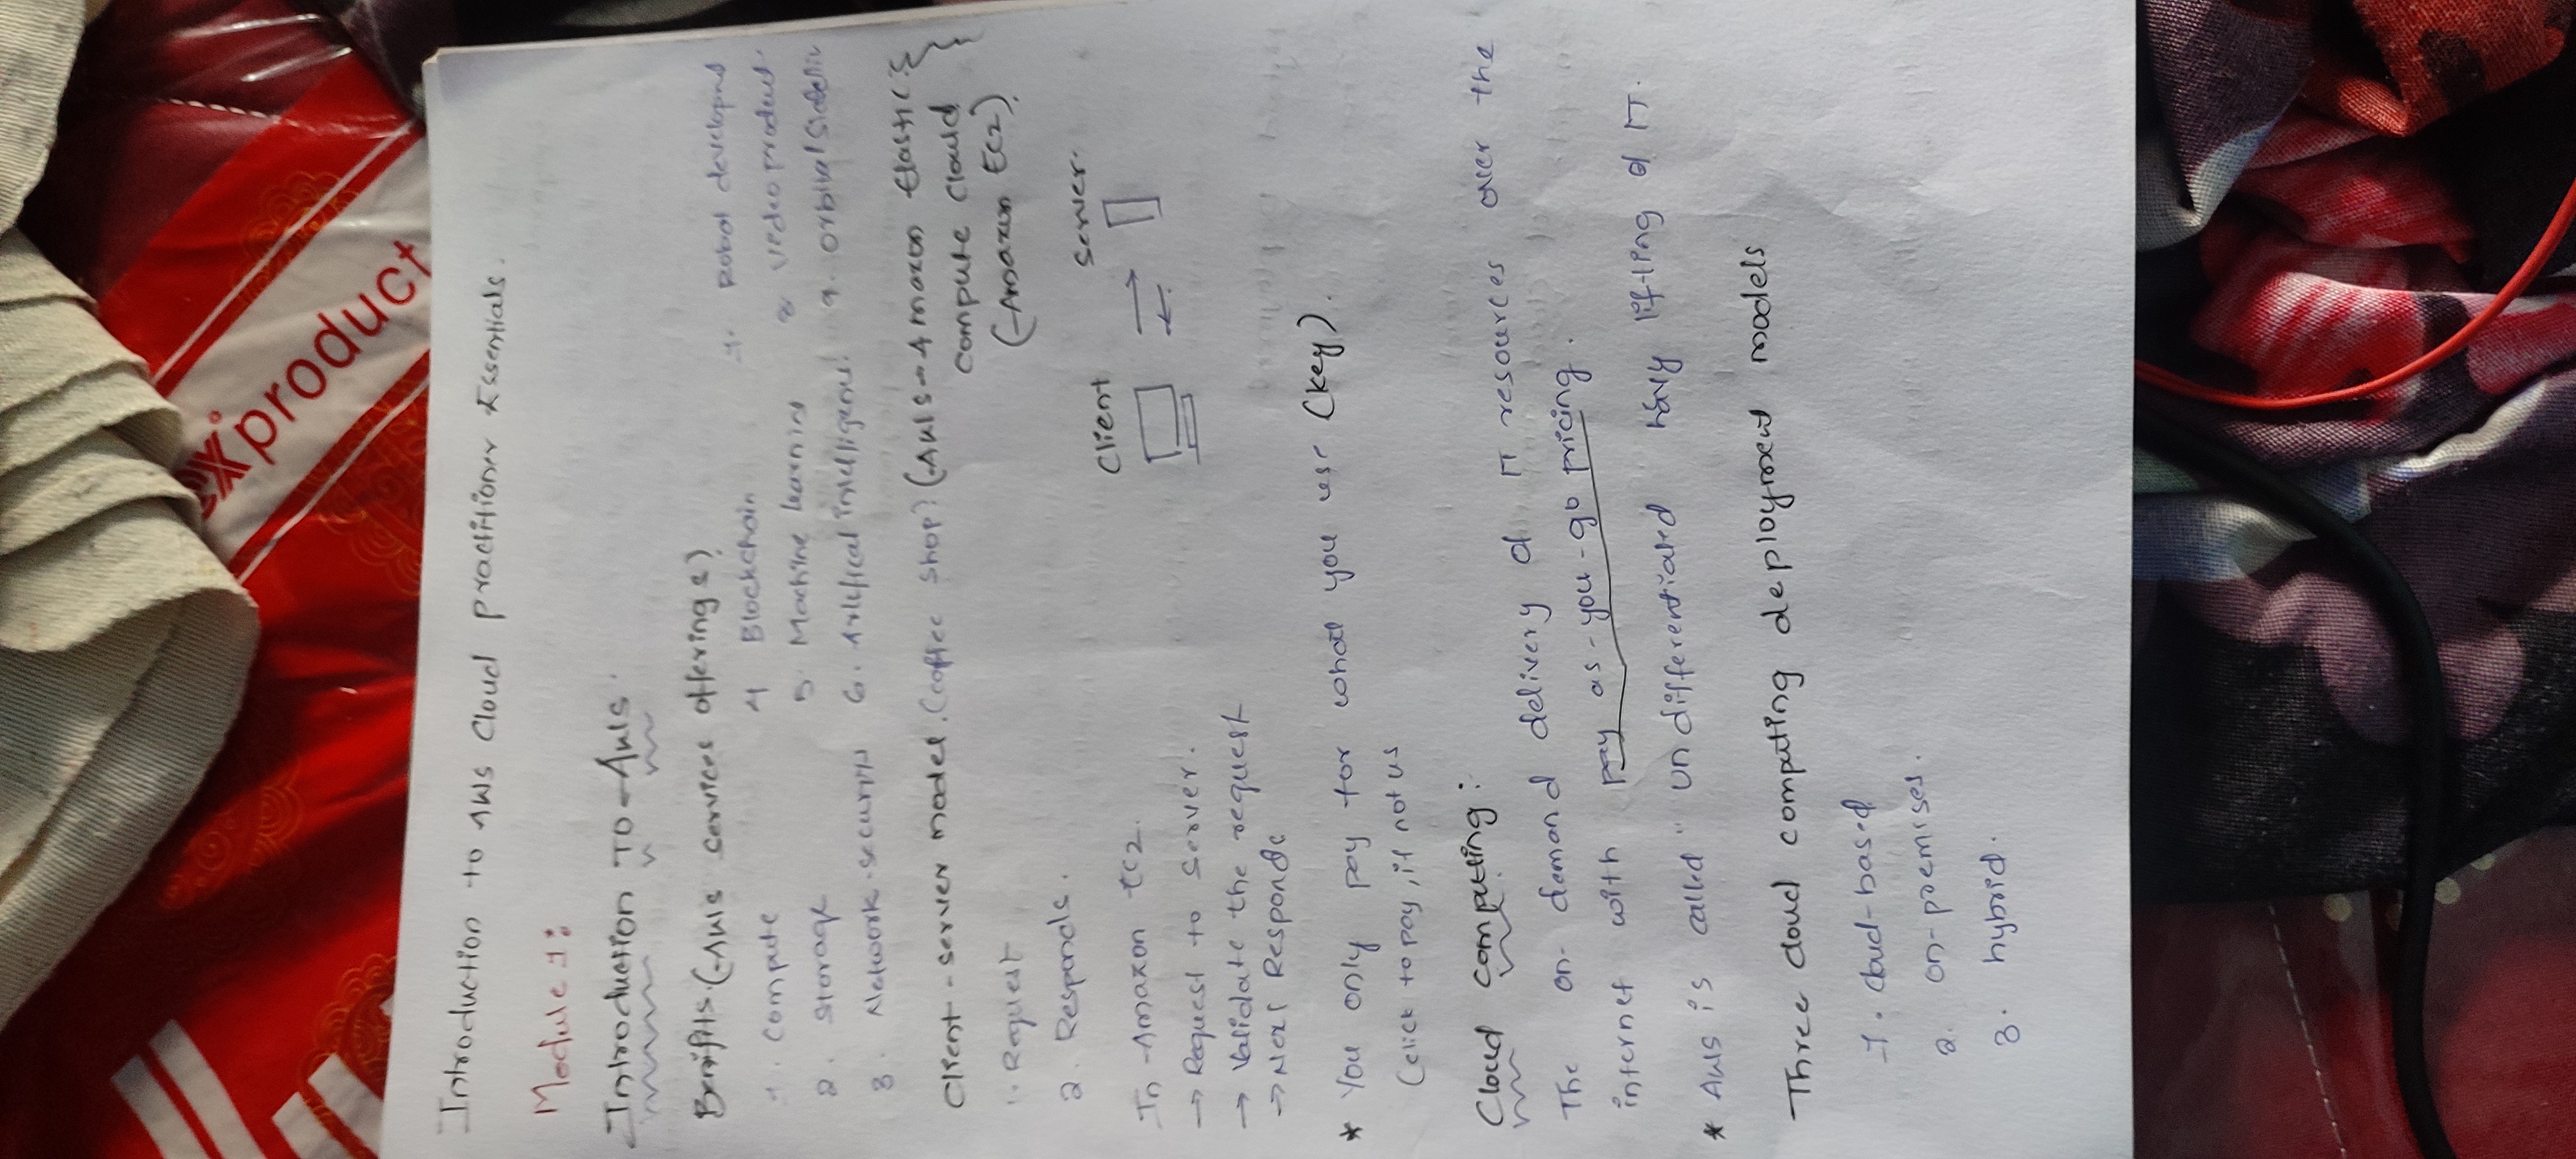 exproduct
Introduction to AWS Cloud practitioner Essentials.
Module 1:
Introduction TO AWS.
Benifits. (AWS services offerings)
1. Compute
2. Storage
3. Network-security
4 Blockchain
5. Machine learning
6. Artifical intelligence
7. Robot
8 video product
9. orbital
Client-server model. (coffee shop) (AWS → Amazon Elastic
compute cloud
(Amazon EC2)
1. Request
2. Responds.
Client server.
In Amazon EC2.
→ Request to Server.
→ Validate the request
→ Next Responds
* You only pay for what you use (key).
(click to pay, if not us
Cloud computing:
The on-demand delivery of IT resources over the
internet with pay as-you-go pricing.
* AWS is called " undifferentiated havy lifting of IT.
Three cloud computing deployment models
1. cloud-based
2. on-premises.
3. hybrid.